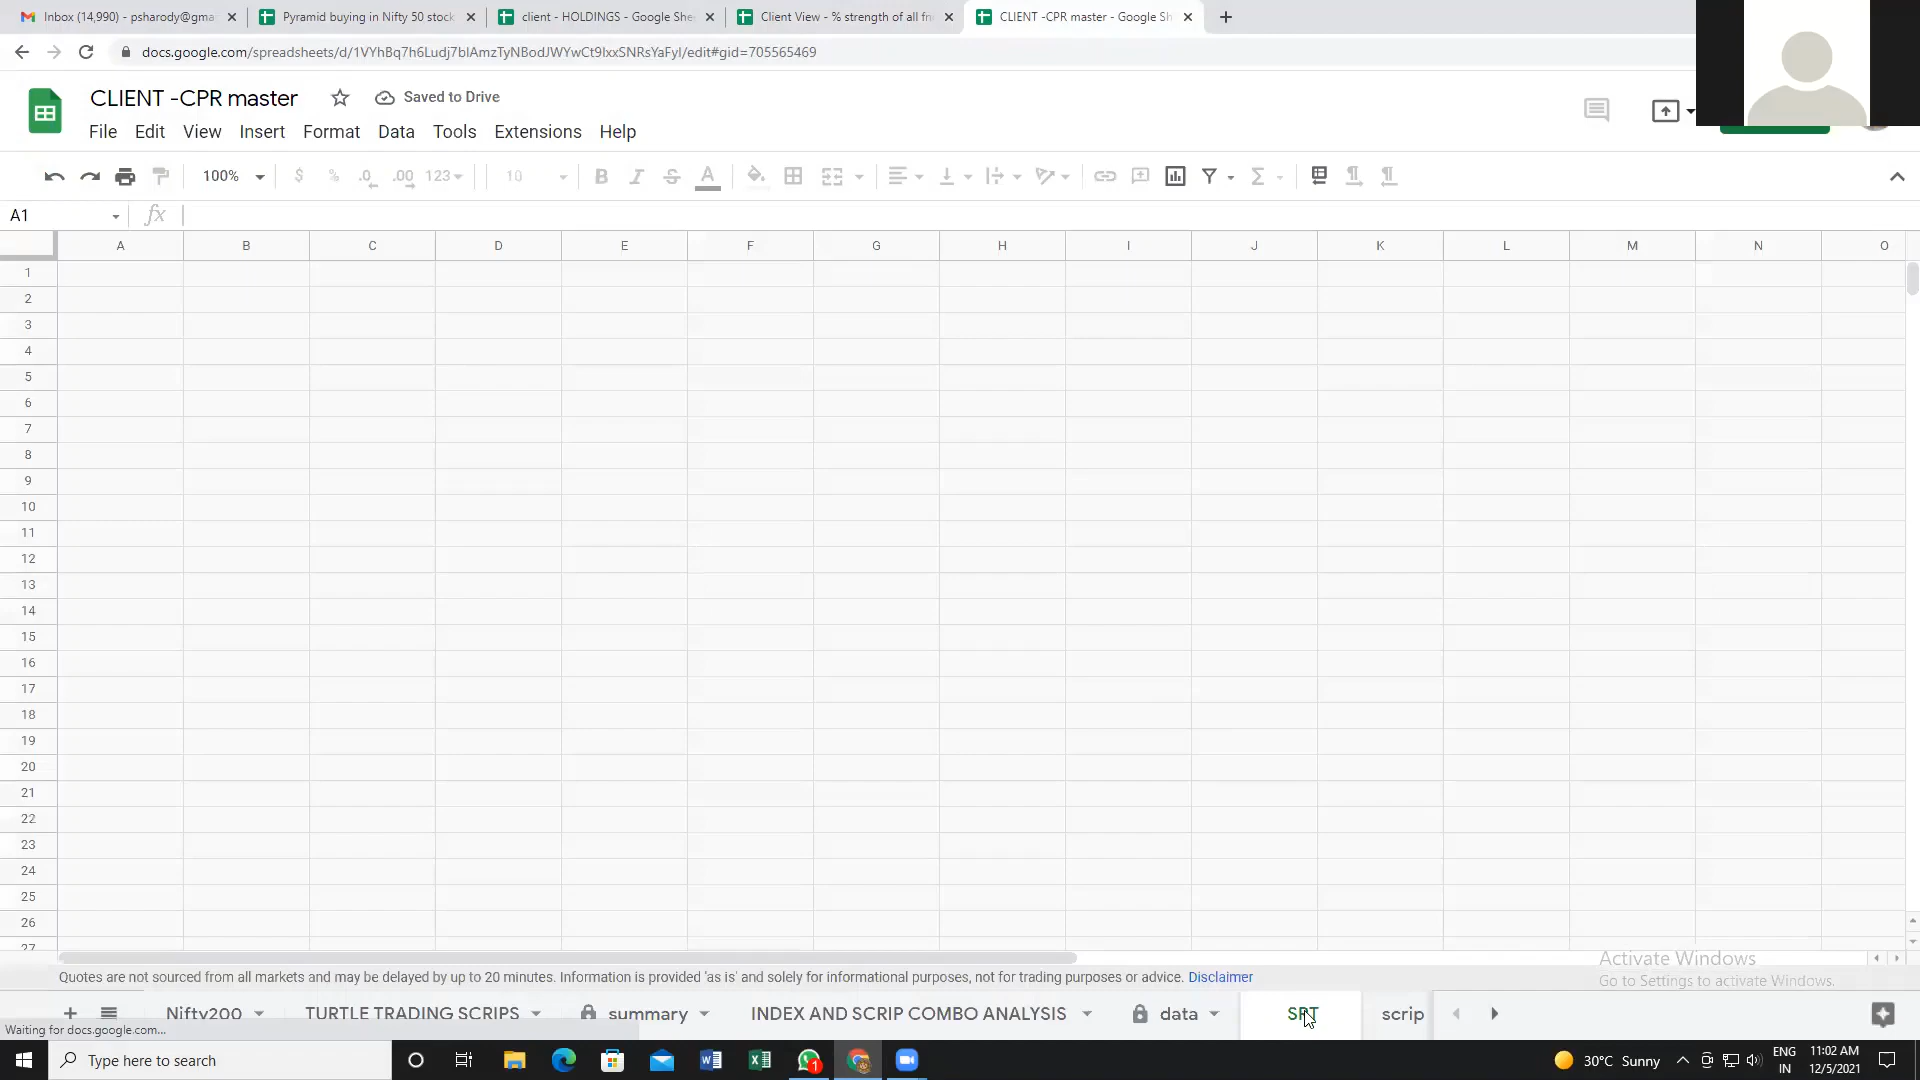 Inbox (14,990) - psharody@gma
Pyramid buying in Nifty 50 stock
client - HOLDINGS - Google She
Client View - % strength of all fn
CLIENT -CPR master - Google Sh
docs.google.com/spreadsheets/d/1VYhBq7h6Ludj7blAmzTyNBodJWYwCt9IxxSNRsYaFyI/edit#gid=705565469
CLIENT -CPR master
Saved to Drive
File Edit View Insert Format Data Tools Extensions Help
100% $ % .0 .00 123 10 B I S A
A1 fx
A B C D E F G H I J K L M N O
1
2
3
4
5
6
7
8
9
10
11
12
13
14
15
16
17
18
19
20
21
22
23
24
25
26
27
Activate Windows
Go to Settings to activate Windows.
Quotes are not sourced from all markets and may be delayed by up to 20 minutes. Information is provided 'as is' and solely for informational purposes, not for trading purposes or advice. Disclaimer
Nifty200 TURTLE TRADING SCRIPS summary INDEX AND SCRIP COMBO ANALYSIS data scrip
Waiting for docs.google.com...
Type here to search
1
30°C Sunny
ENG
IN
11:02 AM
12/5/2021